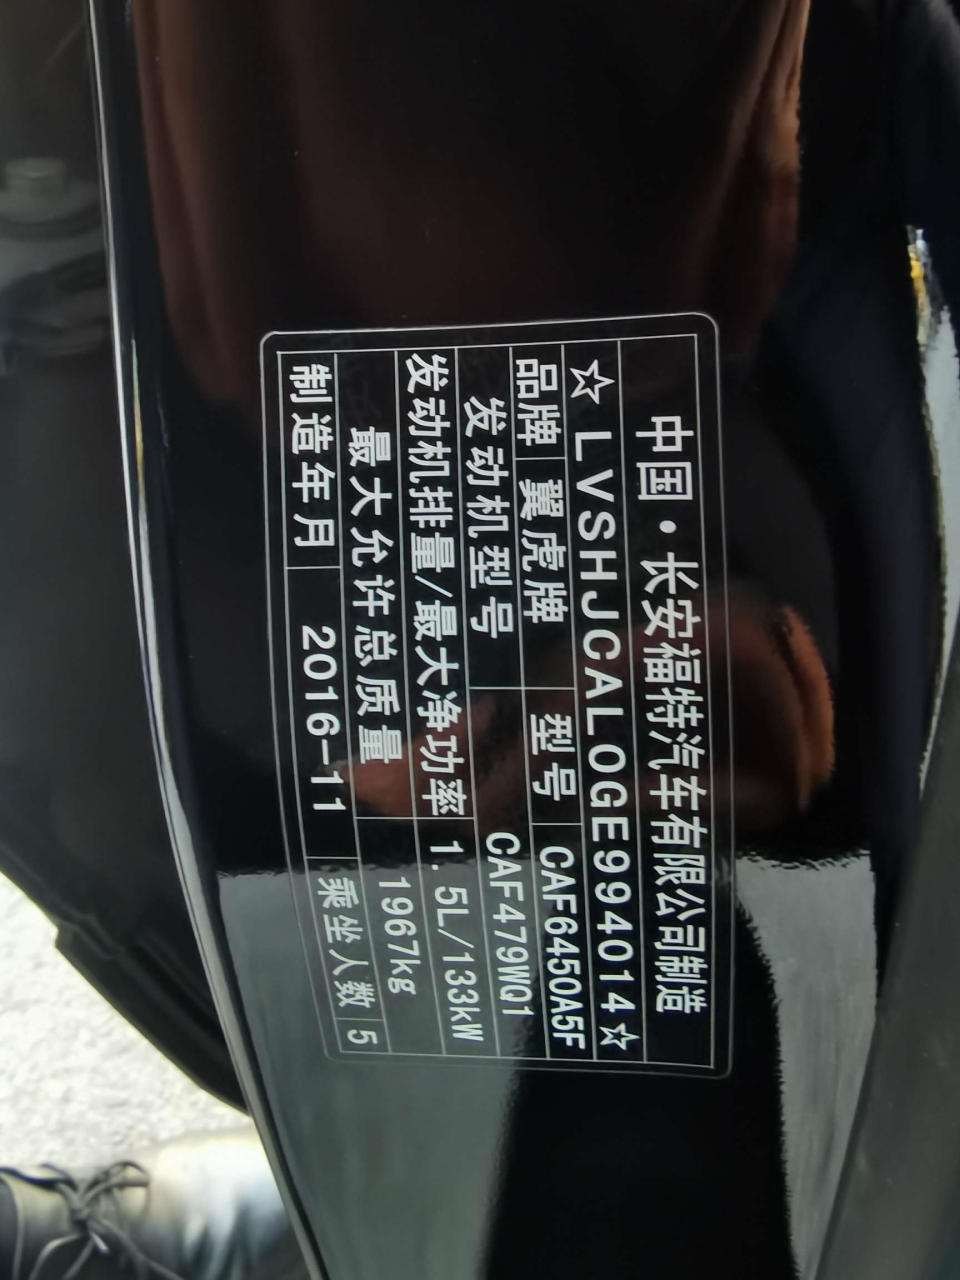 中国·长安福特汽车有限公司制造
☆LVSHJCAL0GE994014☆
品牌 翼虎牌 型号 CAF6450A5F
发动机型号 CAF479WQ1
发动机排量/最大净功率 1.5L/133kW
最大允许总质量 1967kg
制造年月 2016-11 乘坐人数 5